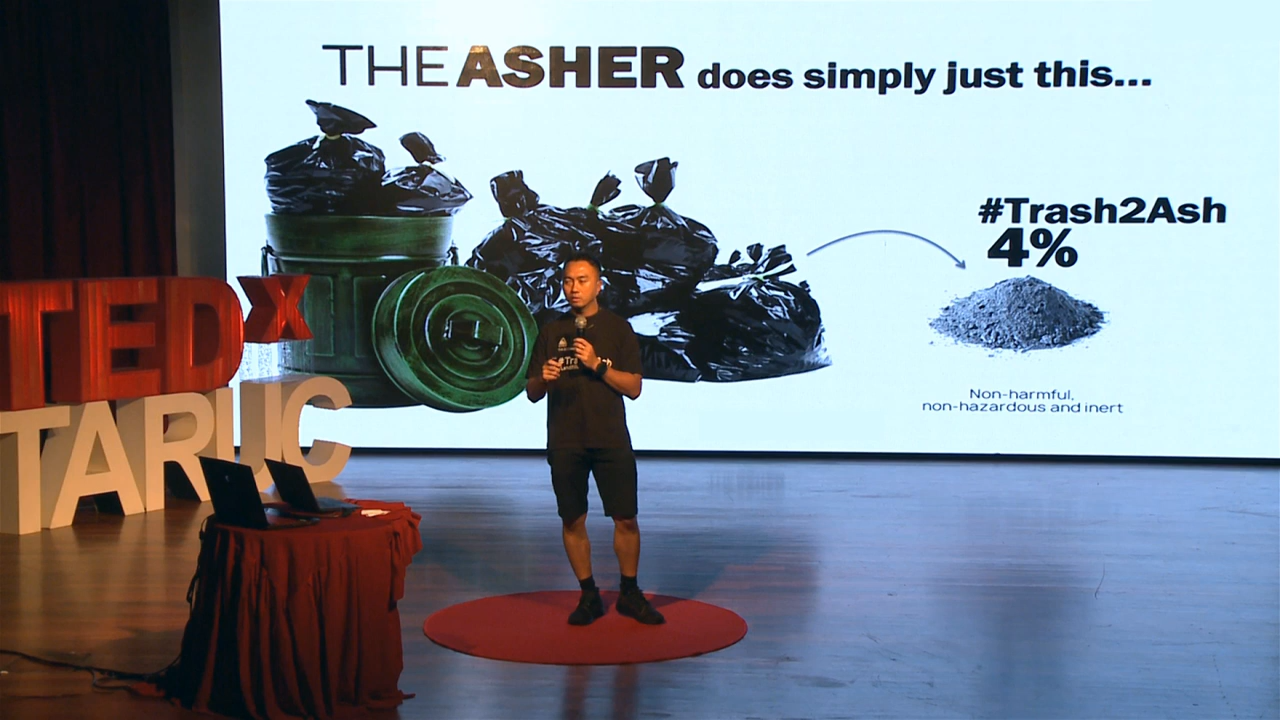 THE ASHER does simply just this...
#Trash2Ash
4%
Non-harmful,
non-hazardous and inert
TEDx
TARUC